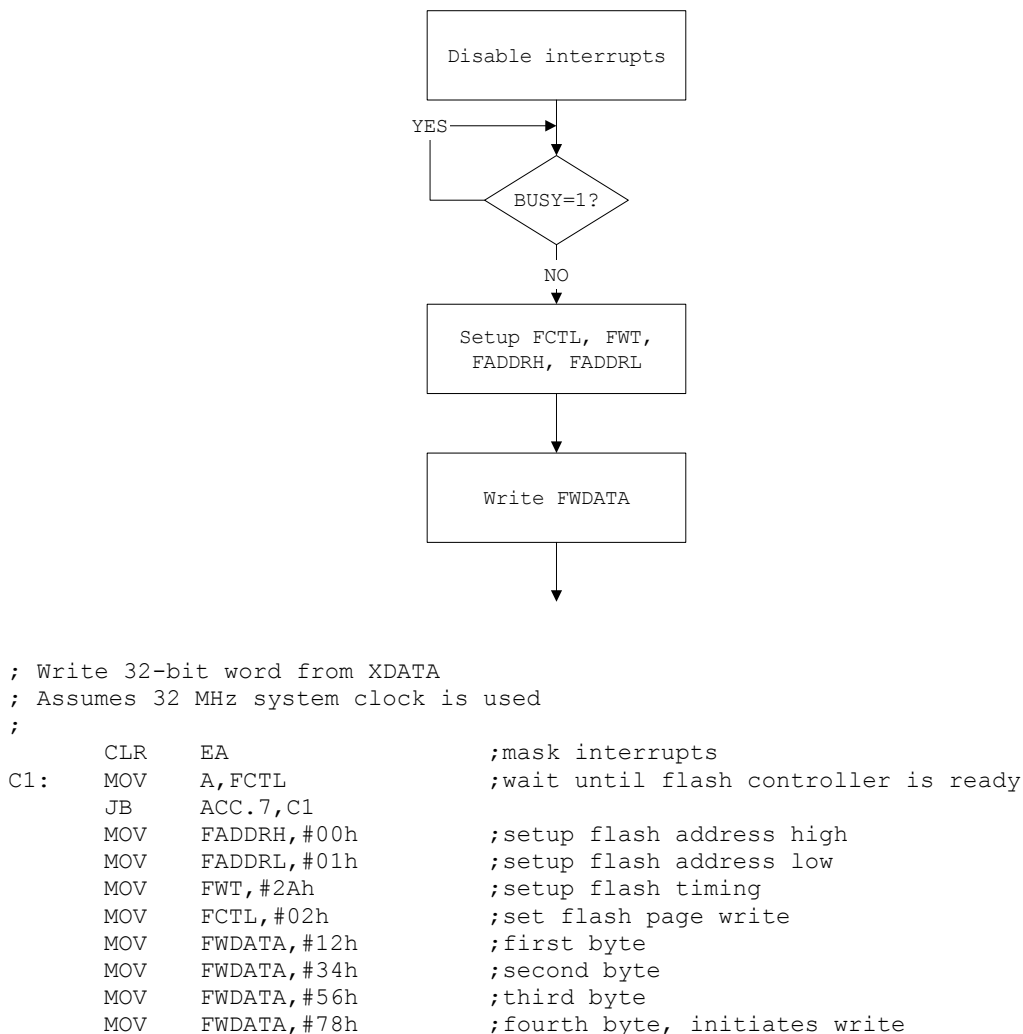 Disable interrupts
YES
BUSY=1?
NO
Setup FCTL, FWT,
FADDRH, FADDRL
Write FWDATA
; Write 32-bit word from XDATA
; Assumes 32 MHz system clock is used
;
CLR EA ;mask interrupts
C1: MOV A,FCTL ;wait until flash controller is ready
JB ACC.7,C1
MOV FADDRH,#00h ;setup flash address high
MOV FADDRL,#01h ;setup flash address low
MOV FWT,#2Ah ;setup flash timing
MOV FCTL,#02h ;set flash page write
MOV FWDATA,#12h ;first byte
MOV FWDATA,#34h ;second byte
MOV FWDATA,#56h ;third byte
MOV FWDATA,#78h ;fourth byte, initiates write